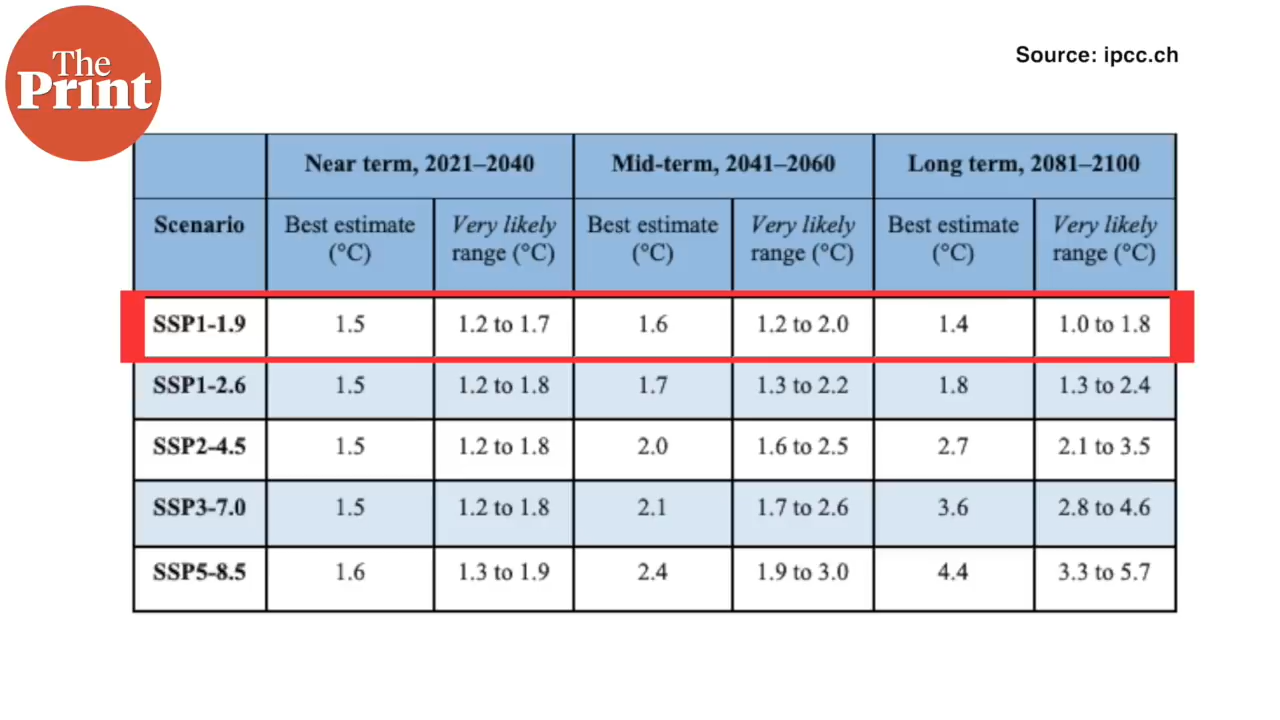 The
Print
Source: ipcc.ch
Near term, 2021–2040 Mid-term, 2041–2060 Long term, 2081–2100
Scenario Best estimate (°C) Very likely range (°C) Best estimate (°C) Very likely range (°C) Best estimate (°C) Very likely range (°C)
SSP1-1.9 1.5 1.2 to 1.7 1.6 1.2 to 2.0 1.4 1.0 to 1.8
SSP1-2.6 1.5 1.2 to 1.8 1.7 1.3 to 2.2 1.8 1.3 to 2.4
SSP2-4.5 1.5 1.2 to 1.8 2.0 1.6 to 2.5 2.7 2.1 to 3.5
SSP3-7.0 1.5 1.2 to 1.8 2.1 1.7 to 2.6 3.6 2.8 to 4.6
SSP5-8.5 1.6 1.3 to 1.9 2.4 1.9 to 3.0 4.4 3.3 to 5.7